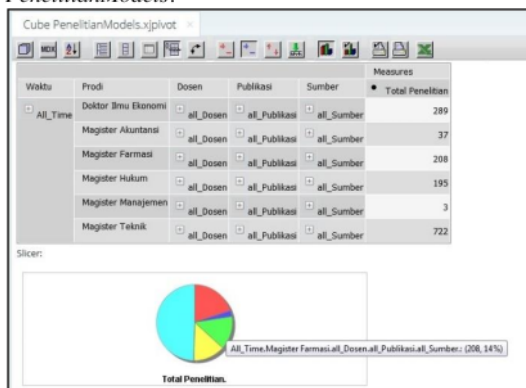 PenelitianModels.
Cube PenelitianModels.xjpivot
MDX
Measures
Waktu Prodi Dosen Publikasi Sumber Total Penelitian
All_Time Doktor Ilmu Ekonomi all_Dosen all_Publikasi all_Sumber 289
Magister Akuntansi all_Dosen all_Publikasi all_Sumber 37
Magister Farmasi all_Dosen all_Publikasi all_Sumber 208
Magister Hukum all_Dosen all_Publikasi all_Sumber 195
Magister Manajemen all_Dosen all_Publikasi all_Sumber 3
Magister Teknik all_Dosen all_Publikasi all_Sumber 722
Slicer:
All_Time.Magister Farmasi.all_Dosen.all_Publikasi.all_Sumber.: (208, 14%)
Total Penelitian.